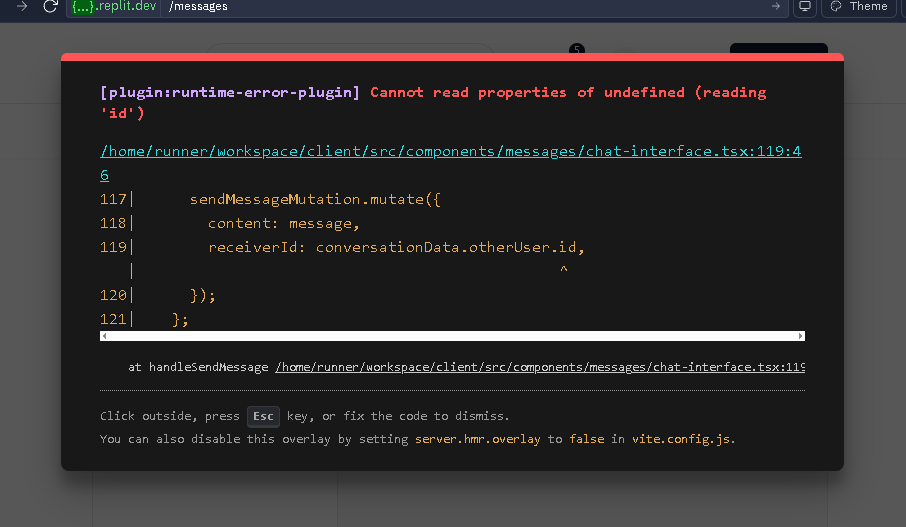 {...}.replit.dev /messages
Theme
5
[plugin:runtime-error-plugin] Cannot read properties of undefined (reading
'id')
/home/runner/workspace/client/src/components/messages/chat-interface.tsx:119:4
6
117| sendMessageMutation.mutate({
118| content: message,
119| receiverId: conversationData.otherUser.id,
| ^
120| });
121| };
at handleSendMessage /home/runner/workspace/client/src/components/messages/chat-interface.tsx:119
Click outside, press Esc key, or fix the code to dismiss.
You can also disable this overlay by setting server.hmr.overlay to false in vite.config.js.